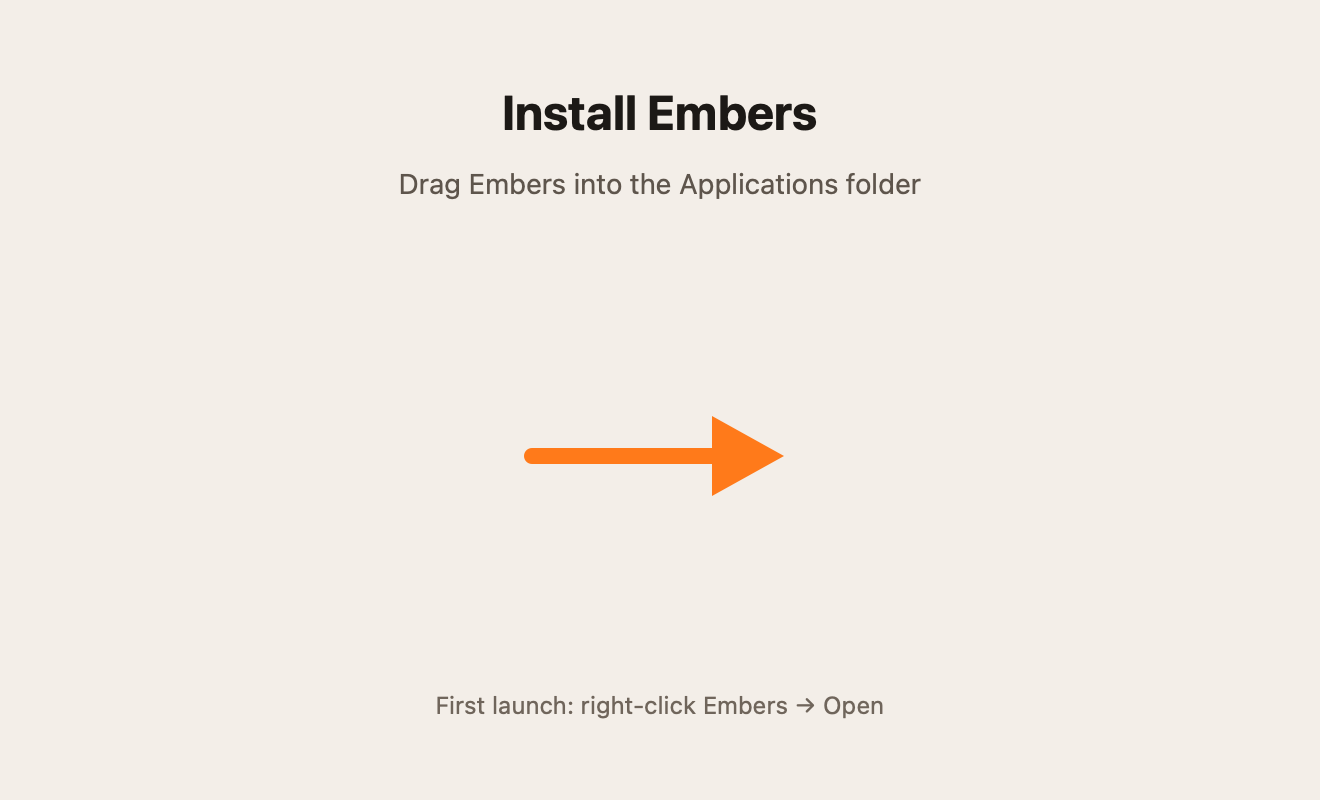 Install Embers
Drag Embers into the Applications folder
First launch: right-click Embers → Open